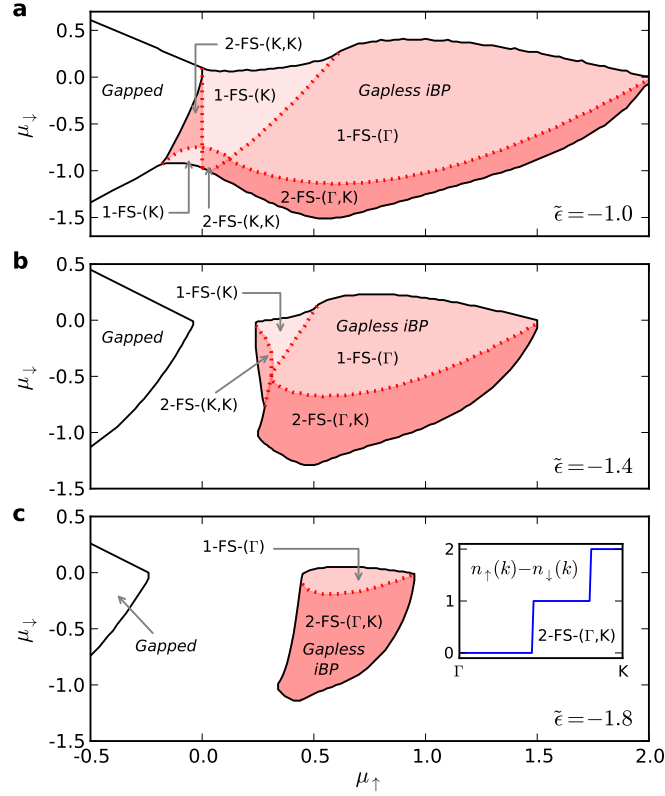 a
0.5
0.0
-0.5
-1.0
-1.5
μ↓
2-FS-(K,K)
1-FS-(K)
Gapless iBP
Gapped
1-FS-(Γ)
2-FS-(Γ,K)
1-FS-(K)
2-FS-(K,K)
ϵ̃=−1.0
b
0.5
0.0
-0.5
-1.0
-1.5
μ↓
1-FS-(K)
Gapped
Gapless iBP
1-FS-(Γ)
2-FS-(K,K)
2-FS-(Γ,K)
ϵ̃=−1.4
c
0.5
0.0
-0.5
-1.0
-1.5
μ↓
1-FS-(Γ)
2-FS-(Γ,K)
Gapless
iBP
Gapped
2
1
0
n↑(k)−n↓(k)
2-FS-(Γ,K)
Γ K
ϵ̃=−1.8
-0.5 0.0 0.5 1.0 1.5 2.0
μ↑